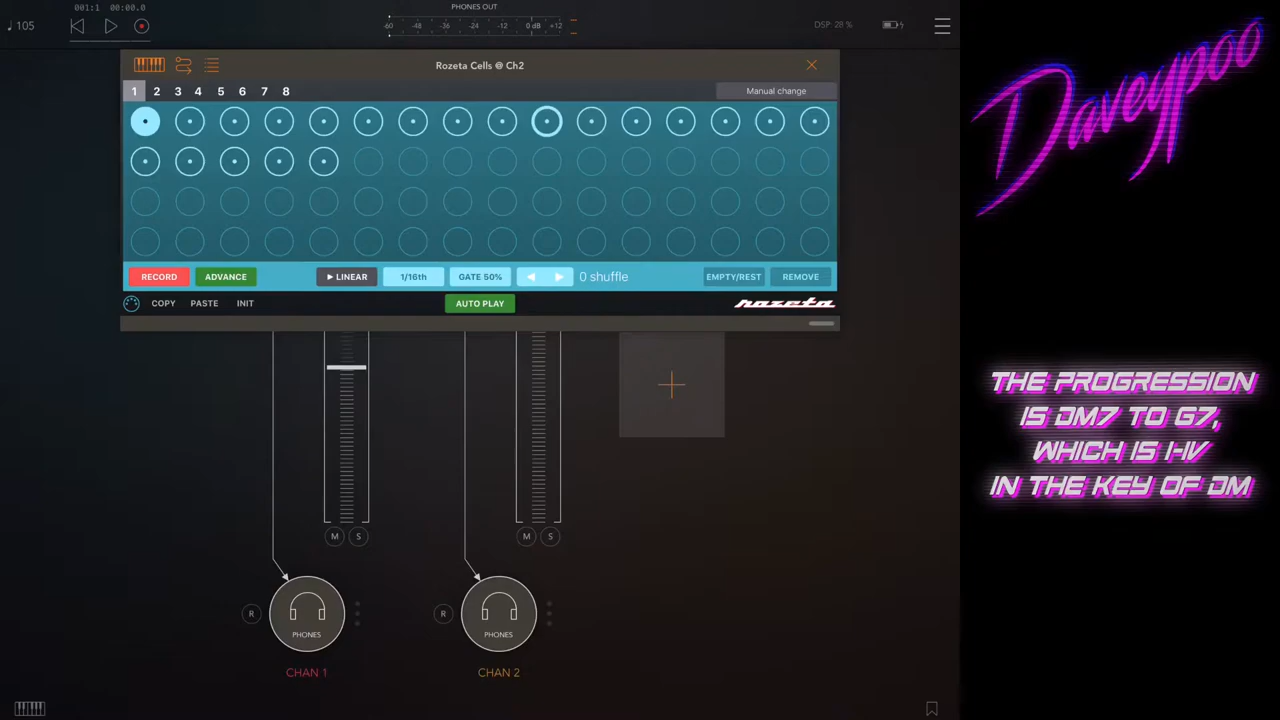 001:1 00:00.0
PHONES OUT
105
-60 -48 -36 -24 -12 0 dB +12
DSP: 28 %
Rozeta Cells @ Ch2
1 2 3 4 5 6 7 8
Manual change
RECORD ADVANCE LINEAR 1/16th GATE 50% 0 shuffle EMPTY/REST REMOVE
COPY PASTE INIT AUTO PLAY rozeta
M S M S
R PHONES R PHONES
CHAN 1 CHAN 2
Daveypoo
THE PROGRESSION
IS DM7 TO G7,
WHICH IS I-IV
IN THE KEY OF DM